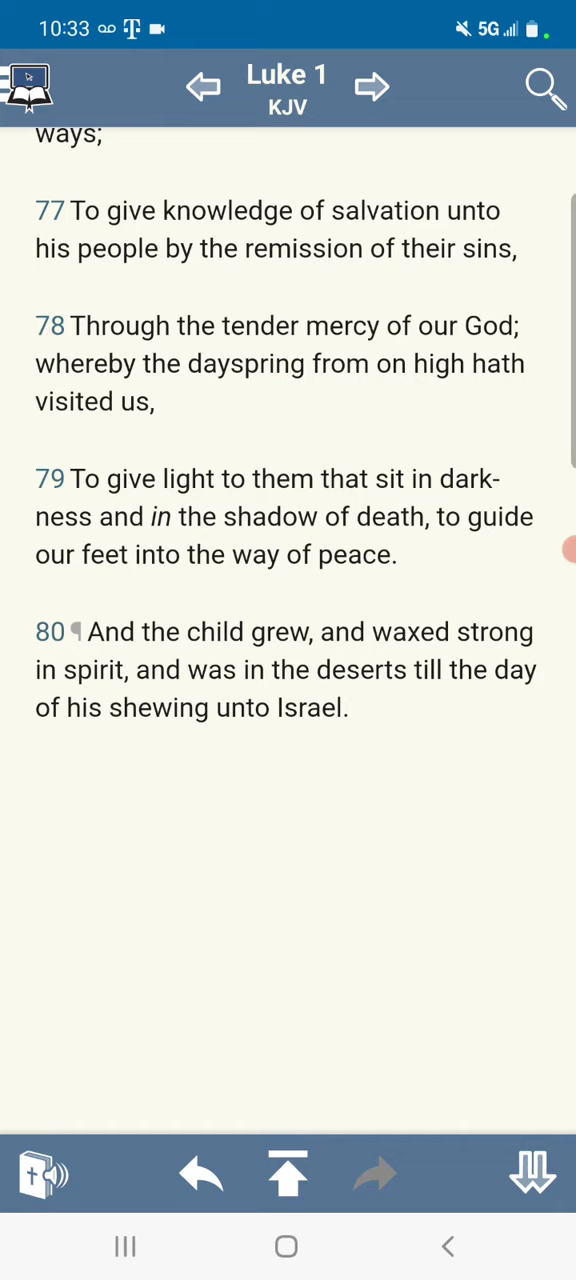 10:33
5G
Luke 1
KJV
ways;
77 To give knowledge of salvation unto
his people by the remission of their sins,
78 Through the tender mercy of our God;
whereby the dayspring from on high hath
visited us,
79 To give light to them that sit in dark-
ness and in the shadow of death, to guide
our feet into the way of peace.
80 ¶ And the child grew, and waxed strong
in spirit, and was in the deserts till the day
of his shewing unto Israel.